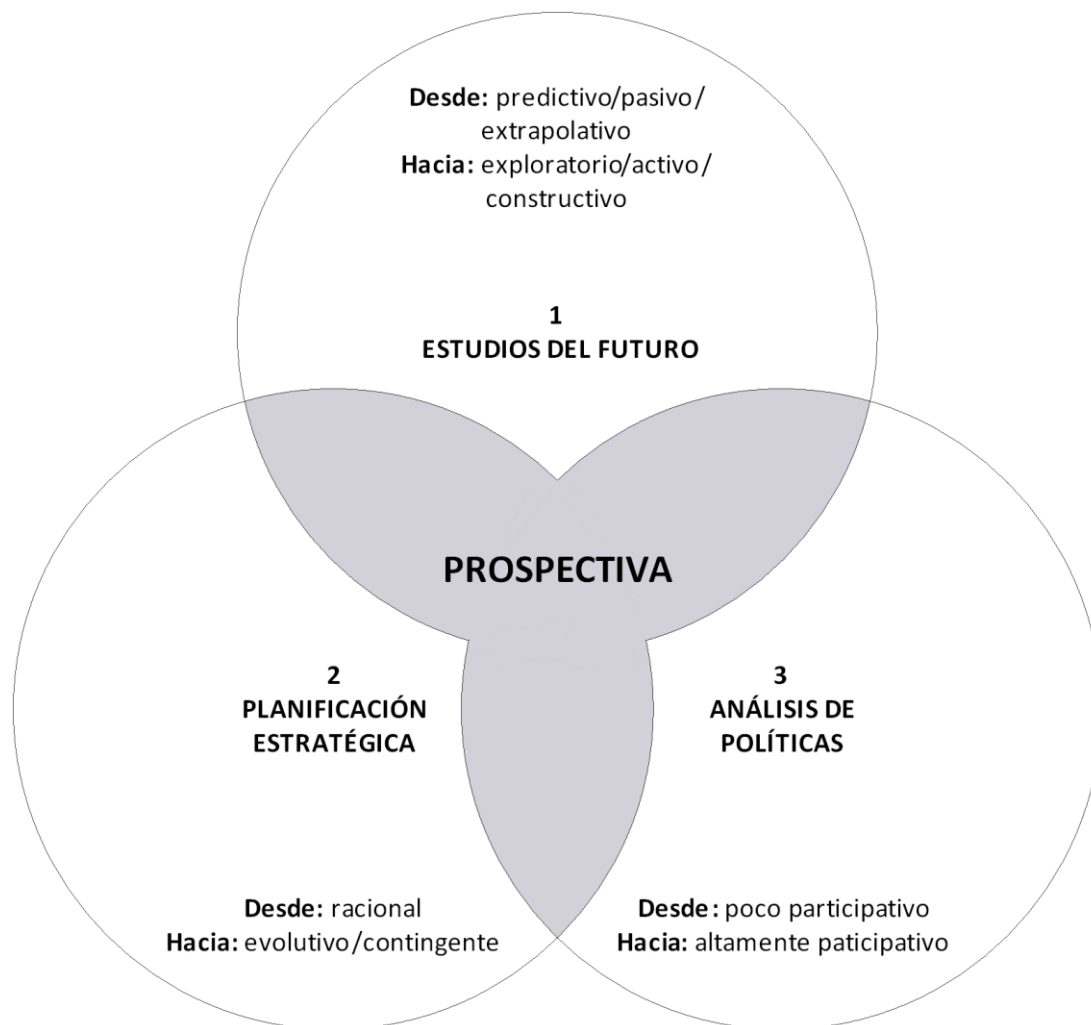 Desde: predictivo/pasivo/
extrapolativo
Hacia: exploratorio/activo/
constructivo
1
ESTUDIOS DEL FUTURO
PROSPECTIVA
2
PLANIFICACIÓN
ESTRATÉGICA
3
ANÁLISIS DE
POLÍTICAS
Desde: racional
Hacia: evolutivo/contingente
Desde: poco participativo
Hacia: altamente paticipativo